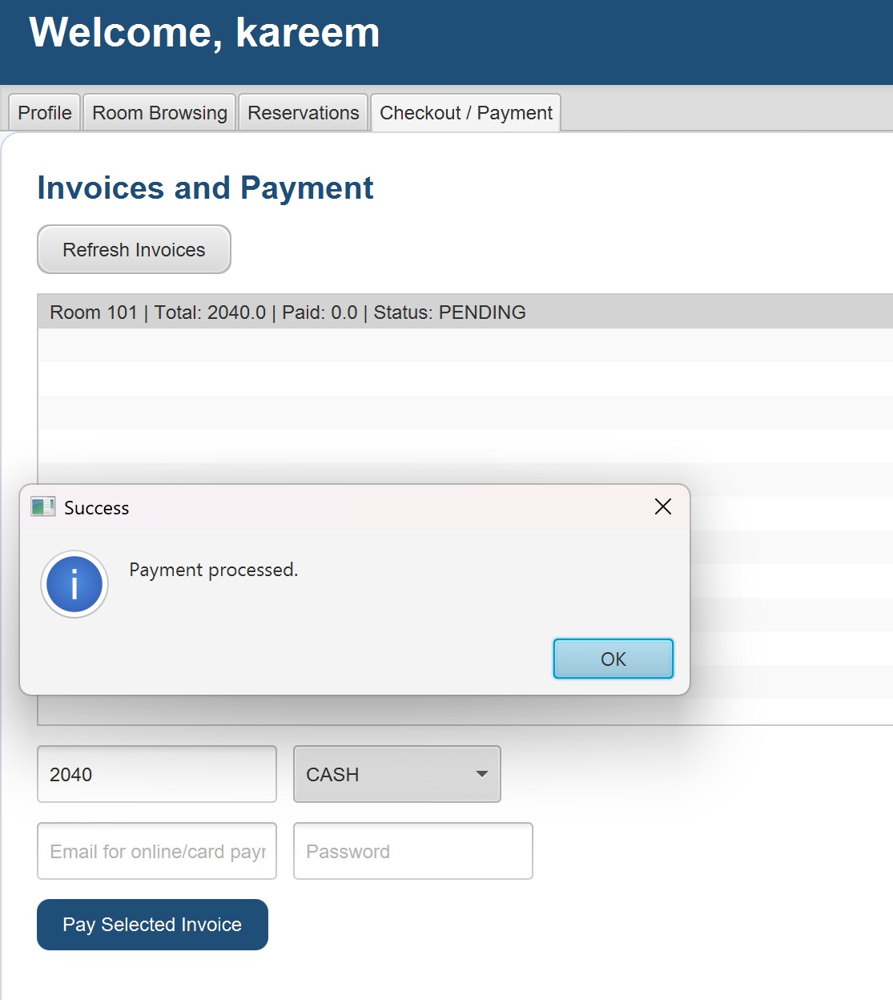 Welcome, kareem
Profile Room Browsing Reservations Checkout / Payment
Invoices and Payment
Refresh Invoices
Room 101 | Total: 2040.0 | Paid: 0.0 | Status: PENDING
Success
Payment processed.
OK
2040 CASH
Email for online/card payr Password
Pay Selected Invoice